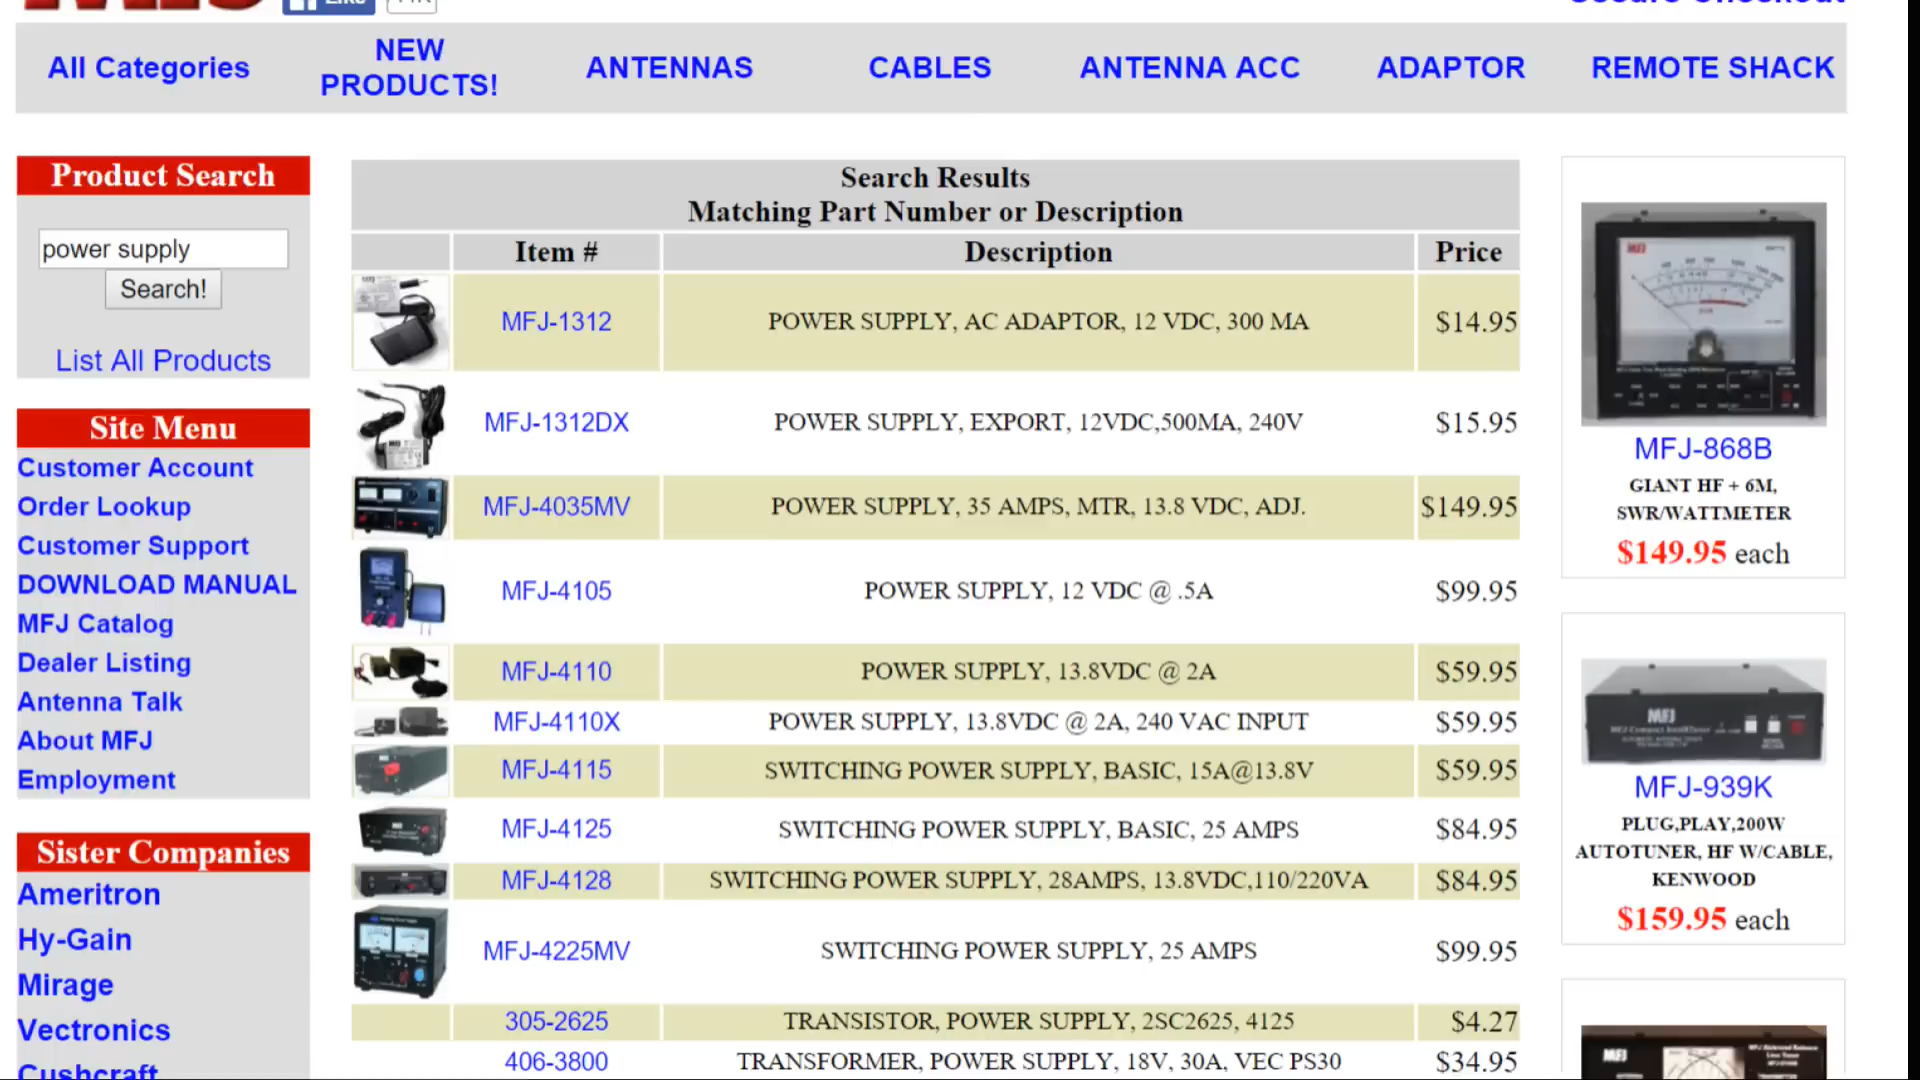 Like
Secure Checkout
All Categories
NEW PRODUCTS!
ANTENNAS
CABLES
ANTENNA ACC
ADAPTOR
REMOTE SHACK
Product Search
power supply
Search!
List All Products
Site Menu
Customer Account
Order Lookup
Customer Support
DOWNLOAD MANUAL
MFJ Catalog
Dealer Listing
Antenna Talk
About MFJ
Employment
Sister Companies
Ameritron
Hy-Gain
Mirage
Vectronics
Cushcraft
Search Results
Matching Part Number or Description
Item # Description Price
MFJ-1312 POWER SUPPLY, AC ADAPTOR, 12 VDC, 300 MA $14.95
MFJ-1312DX POWER SUPPLY, EXPORT, 12VDC,500MA, 240V $15.95
MFJ-4035MV POWER SUPPLY, 35 AMPS, MTR, 13.8 VDC, ADJ. $149.95
MFJ-4105 POWER SUPPLY, 12 VDC @ .5A $99.95
MFJ-4110 POWER SUPPLY, 13.8VDC @ 2A $59.95
MFJ-4110X POWER SUPPLY, 13.8VDC @ 2A, 240 VAC INPUT $59.95
MFJ-4115 SWITCHING POWER SUPPLY, BASIC, 15A@13.8V $59.95
MFJ-4125 SWITCHING POWER SUPPLY, BASIC, 25 AMPS $84.95
MFJ-4128 SWITCHING POWER SUPPLY, 28AMPS, 13.8VDC,110/220VA $84.95
MFJ-4225MV SWITCHING POWER SUPPLY, 25 AMPS $99.95
305-2625 TRANSISTOR, POWER SUPPLY, 2SC2625, 4125 $4.27
406-3800 TRANSFORMER, POWER SUPPLY, 18V, 30A, VEC PS30 $34.95
MFJ-868B
GIANT HF + 6M,
SWR/WATTMETER
$149.95 each
MFJ
MFJ-939K
PLUG,PLAY,200W
AUTOTUNER, HF W/CABLE,
KENWOOD
$159.95 each
MFJ